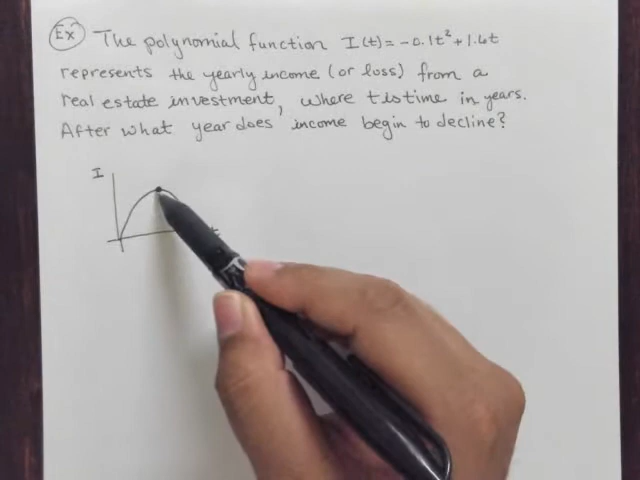 Ex The polynomial function I(t) = -0.1t² + 1.6t
represents the yearly income (or loss) from a
real estate investment, where t is time in years.
After what year does income begin to decline?
I
t